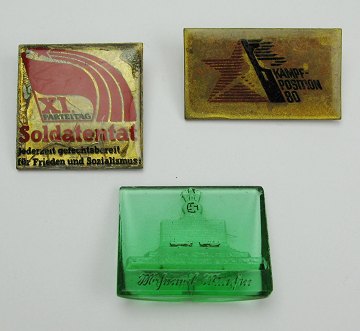 XI.
PARTEITAG
Soldatentat
Jederzeit gefechtsbereit
für Frieden und Sozialismus
KAMPF-
POSITION
80